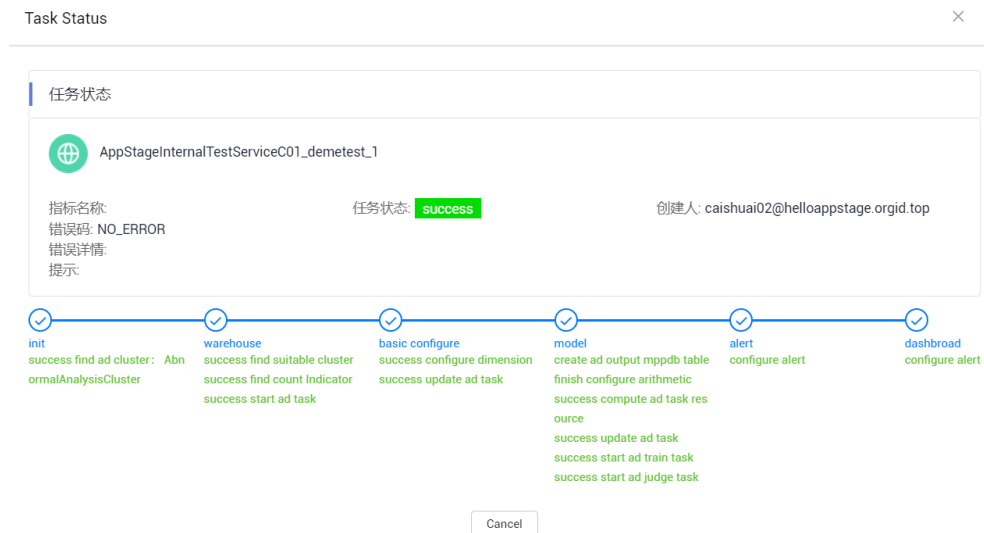 Task Status
任务状态
AppStageInternalTestServiceC01_demetest_1
指标名称:
任务状态: success
创建人: caishuai02@helloappstage.orgid.top
错误码: NO_ERROR
错误详情:
提示:
init
success find ad cluster： Abn
ormalAnalysisCluster
warehouse
success find suitable cluster
success find count Indicator
success start ad task
basic configure
success configure dimension
success update ad task
model
create ad output mppdb table
finish configure arithmetic
success compute ad task res
ource
success update ad task
success start ad train task
success start ad judge task
alert
configure alert
dashbroad
configure alert
Cancel